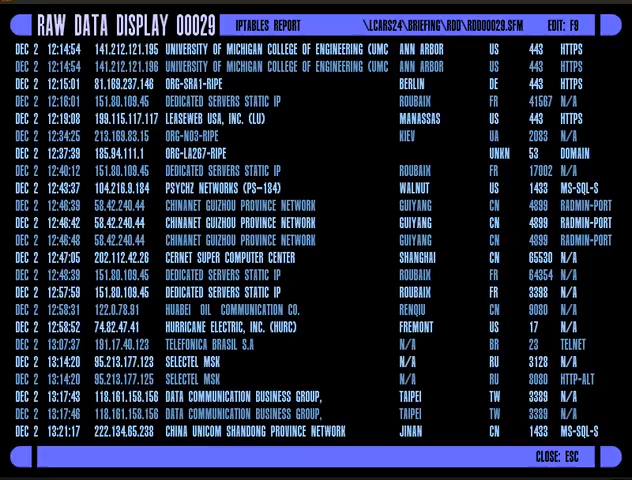 RAW DATA DISPLAY 00029 IPTABLES REPORT \LCARS24\BRIEFING\RDD\RDD00029.SFM EDIT: F9
DEC 2 12:14:54 141.212.121.195 UNIVERSITY OF MICHIGAN COLLEGE OF ENGINEERING (UMC ANN ARBOR US 443 HTTPS
DEC 2 12:14:54 141.212.121.196 UNIVERSITY OF MICHIGAN COLLEGE OF ENGINEERING (UMC ANN ARBOR US 443 HTTPS
DEC 2 12:15:01 81.169.237.146 ORG-SRA1-RIPE BERLIN DE 443 HTTPS
DEC 2 12:16:01 151.80.109.45 DEDICATED SERVERS STATIC IP ROUBAIX FR 41567 N/A
DEC 2 12:19:08 199.115.117.117 LEASEWEB USA, INC. (LU) MANASSAS US 443 HTTPS
DEC 2 12:34:25 213.169.83.15 ORG-NO3-RIPE KIEV UA 2083 N/A
DEC 2 12:37:39 185.94.111.1 ORG-LA267-RIPE UNKN 53 DOMAIN
DEC 2 12:40:12 151.80.109.45 DEDICATED SERVERS STATIC IP ROUBAIX FR 17002 N/A
DEC 2 12:43:37 104.216.9.184 PSYCHZ NETWORKS (PS-184) WALNUT US 1433 MS-SQL-S
DEC 2 12:46:39 58.42.240.44 CHINANET GUIZHOU PROVINCE NETWORK GUIYANG CN 4899 RADMIN-PORT
DEC 2 12:46:42 58.42.240.44 CHINANET GUIZHOU PROVINCE NETWORK GUIYANG CN 4899 RADMIN-PORT
DEC 2 12:46:48 58.42.240.44 CHINANET GUIZHOU PROVINCE NETWORK GUIYANG CN 4899 RADMIN-PORT
DEC 2 12:47:05 202.112.42.26 CERNET SUPER COMPUTER CENTER SHANGHAI CN 65530 N/A
DEC 2 12:48:39 151.80.109.45 DEDICATED SERVERS STATIC IP ROUBAIX FR 64354 N/A
DEC 2 12:57:59 151.80.109.45 DEDICATED SERVERS STATIC IP ROUBAIX FR 3398 N/A
DEC 2 12:58:31 122.0.78.91 HUABEI OIL COMMUNICATION CO. RENQIU CN 9080 N/A
DEC 2 12:58:52 74.82.47.41 HURRICANE ELECTRIC, INC. (HURC) FREMONT US 17 N/A
DEC 2 13:07:37 191.17.40.123 TELEFONICA BRASIL S.A N/A BR 23 TELNET
DEC 2 13:14:20 95.213.177.123 SELECTEL MSK N/A RU 3128 N/A
DEC 2 13:14:20 95.213.177.125 SELECTEL MSK N/A RU 8080 HTTP-ALT
DEC 2 13:17:43 118.161.158.156 DATA COMMUNICATION BUSINESS GROUP, TAIPEI TW 3389 N/A
DEC 2 13:17:46 118.161.158.156 DATA COMMUNICATION BUSINESS GROUP, TAIPEI TW 3389 N/A
DEC 2 13:21:17 222.134.65.238 CHINA UNICOM SHANDONG PROVINCE NETWORK JINAN CN 1433 MS-SQL-S
CLOSE: ESC